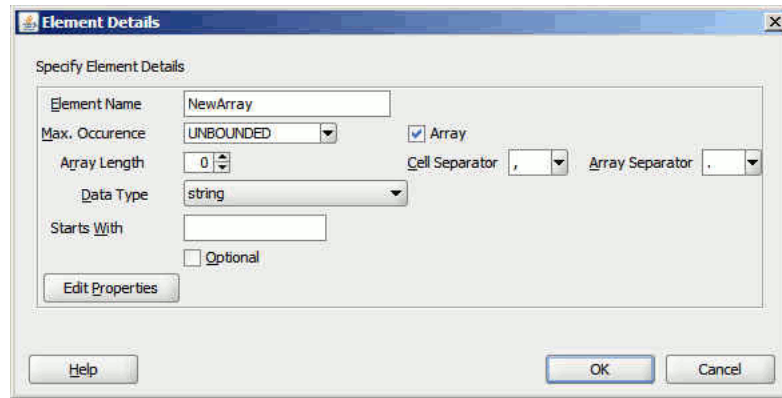 Element Details
Specify Element Details
Element Name NewArray
Max. Occurence UNBOUNDED Array
Array Length 0 Cell Separator , Array Separator .
Data Type string
Starts With
Optional
Edit Properties
Help OK Cancel